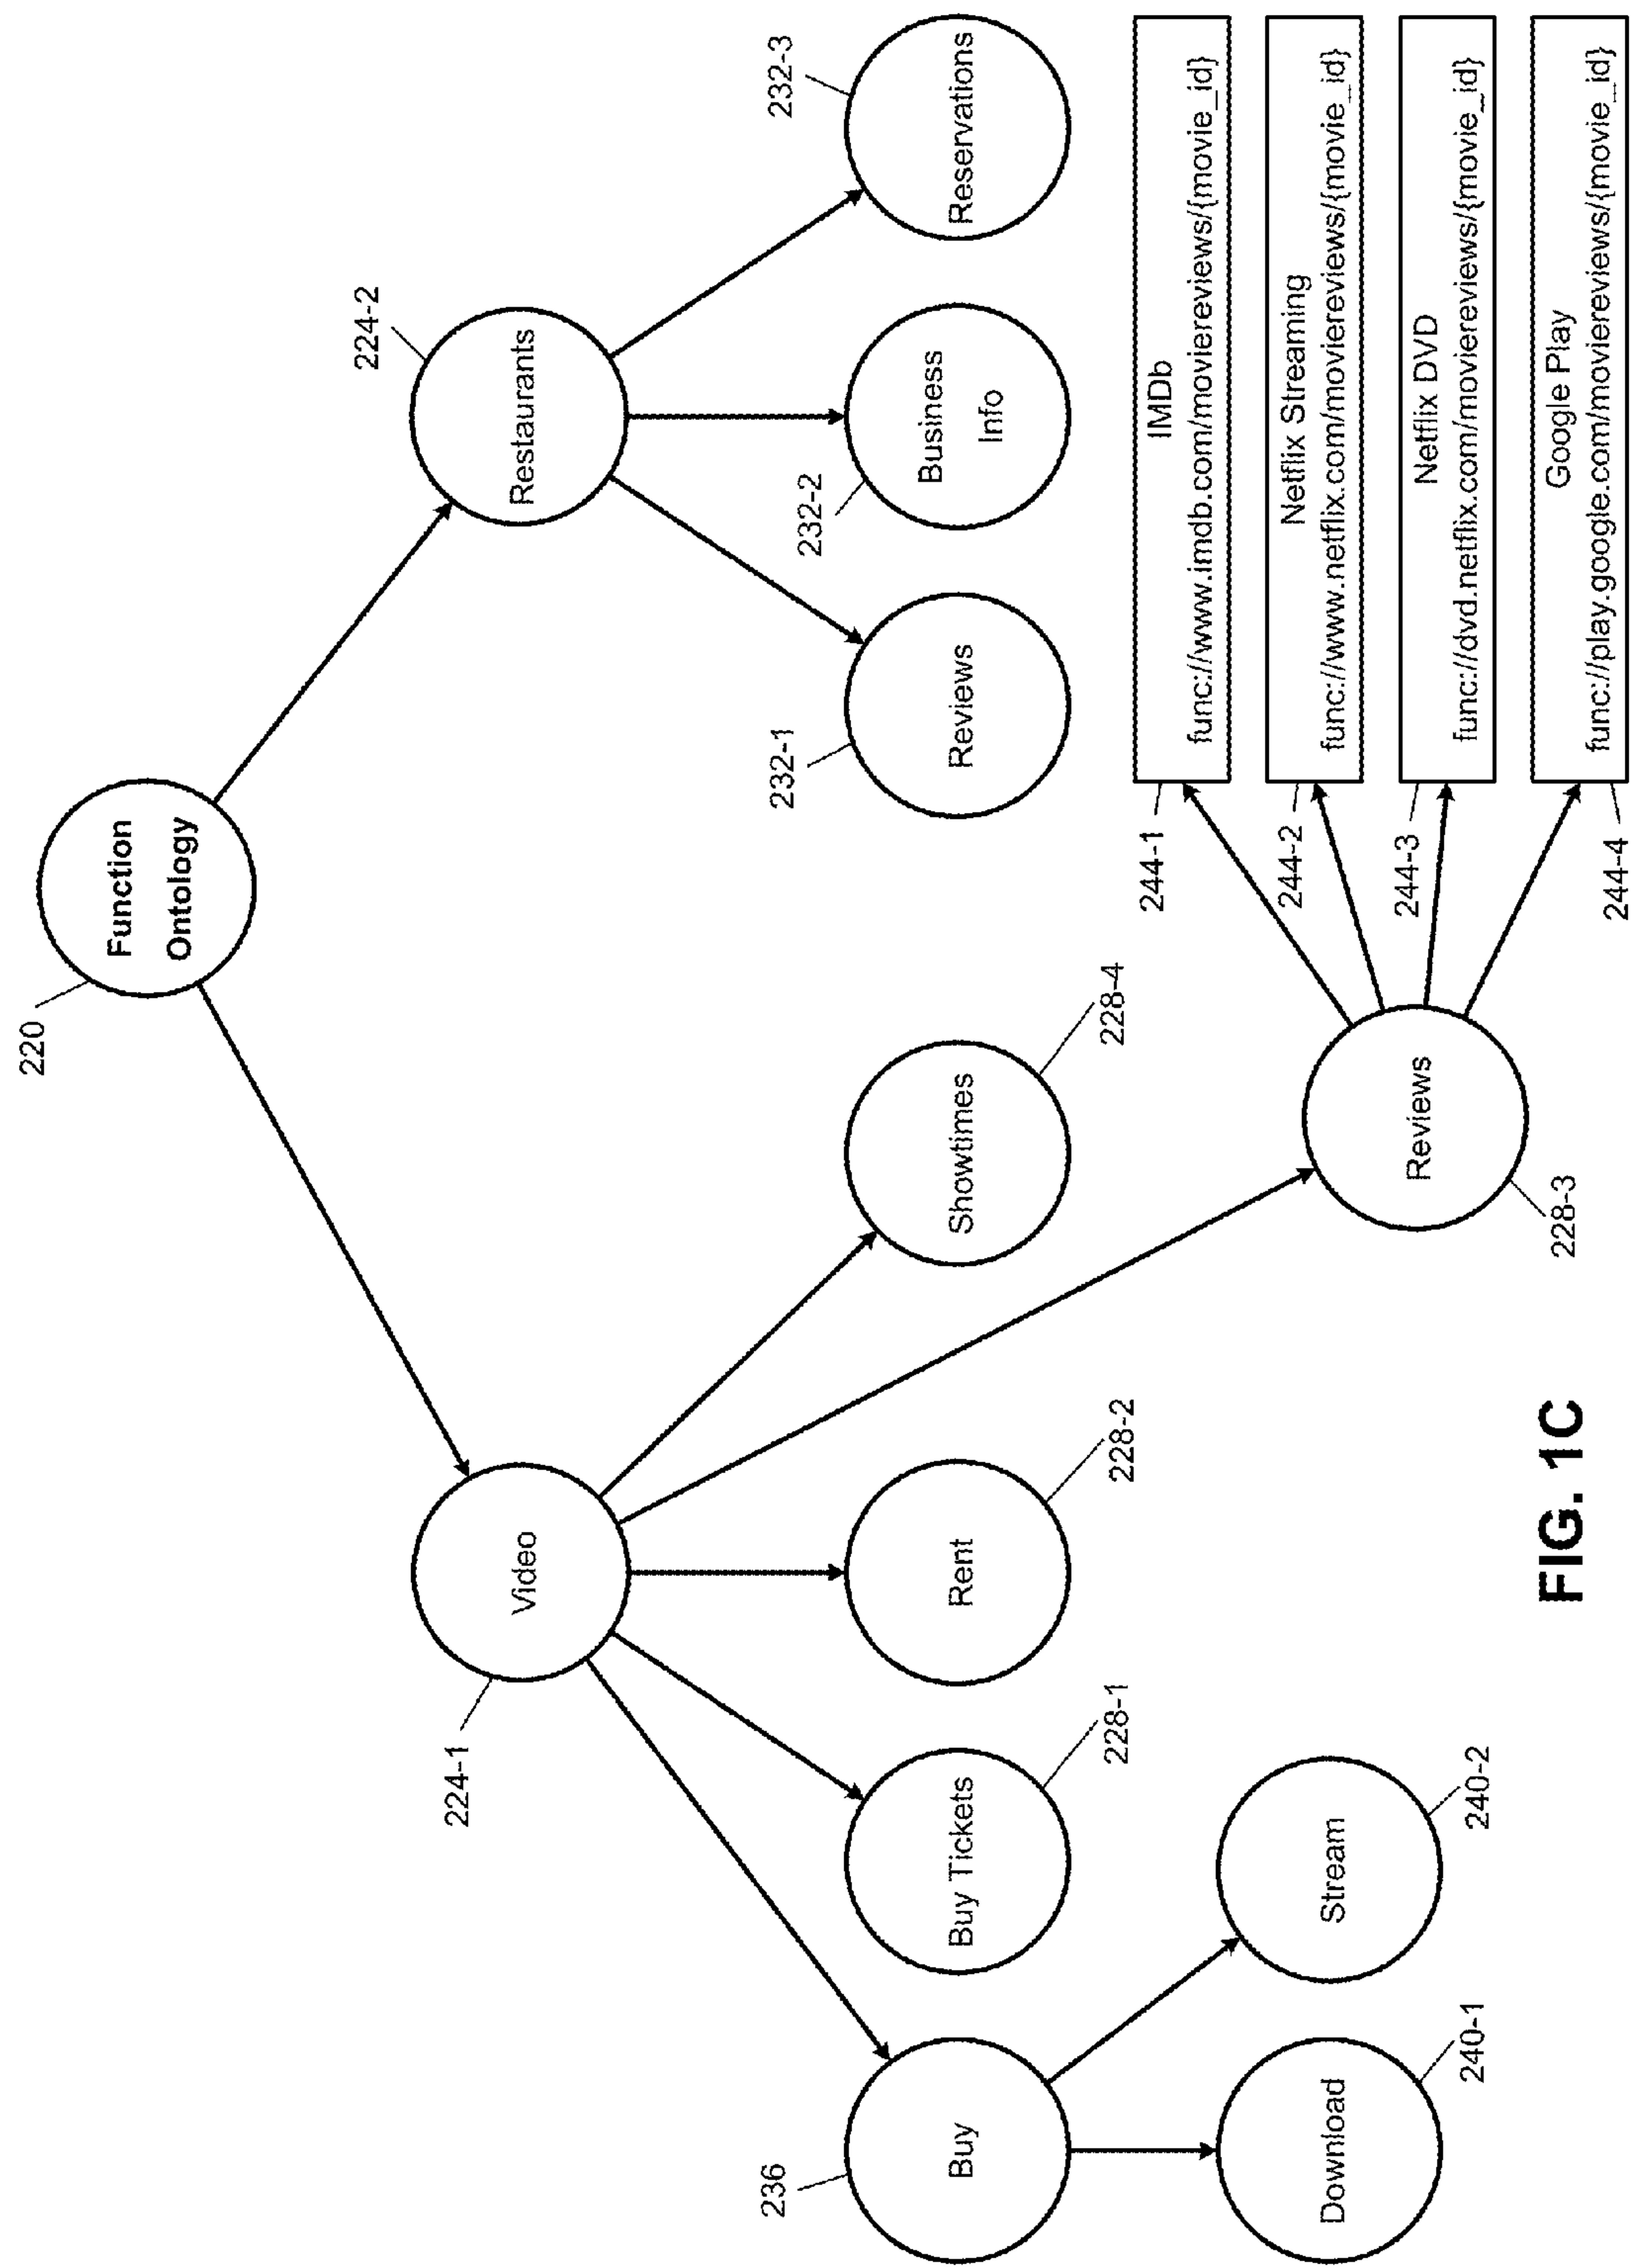 220
Function
Ontology
224-1
Video
224-2
Restaurants
236
Buy
Buy Tickets
228-1
Rent
228-2
Showtimes
228-4
232-1
Reviews
232-2
Business
Info
232-3
Reservations
Download
240-1
Stream
240-2
Reviews
228-3
244-1
IMDb
func://www.imdb.com/moviereviews/{movie_id}
244-2
Netflix Streaming
func://www.netflix.com/moviereviews/{movie_id}
244-3
Netflix DVD
func://dvd.netflix.com/moviereviews/{movie_id}
244-4
Google Play
func://play.google.com/moviereviews/{movie_id}
FIG. 1C